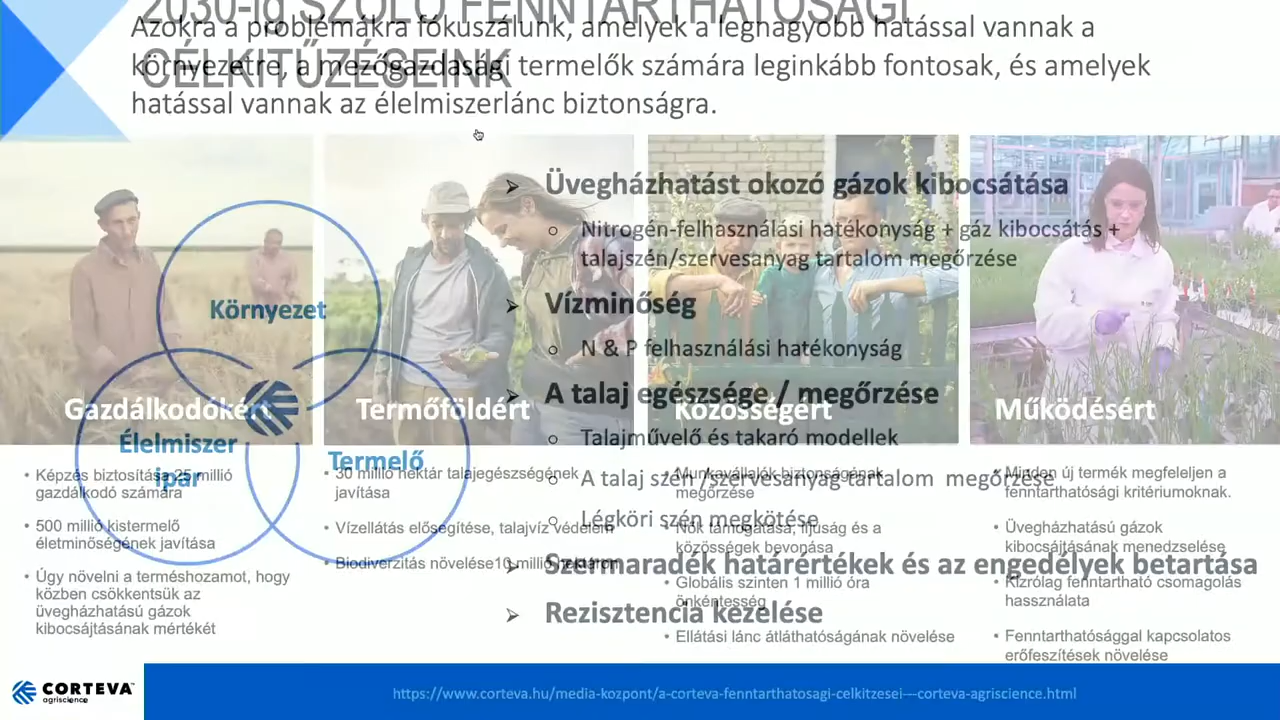 2030-ig SZÓLÓ FENNTARTHATÓSÁGI
CÉLKITŰZÉSEINK
Azokra a problémákra fókuszálunk, amelyek a legnagyobb hatással vannak a
környezetre, a mezőgazdasági termelők számára leginkább fontosak, és amelyek
hatással vannak az élelmiszerlánc biztonságra.
Környezet
Élelmiszer
ipar
Termelő
Üvegházhatást okozó gázok kibocsátása
Nitrogén-felhasználási hatékonyság + gáz kibocsátás +
talajszén/szervesanyag tartalom megőrzése
Vízminőség
N & P felhasználási hatékonyság
A talaj egészsége / megőrzése
Talajművelő és takaró modellek
A talaj szén /szervesanyag tartalom megőrzése
Légköri szén megkötése
Szermaradék határértékek és az engedélyek betartása
Rezisztencia kezelése
Gazdálkodókért
Képzés biztosítása 25 millió
gazdálkodó számára
500 millió kistermelő
életminőségének javítása
Úgy növelni a terméshozamot, hogy
közben csökkentsük az
üvegházhatású gázok
kibocsájtásának mértékét
Termőföldért
30 millió hektár talajegészségének
javítása
Vízellátás elősegítése, talajvíz védelem
Biodiverzitás növelése10 millió hektáron
Közösségért
Munkavállalók biztonságának
megőrzése
Nők támogatása, ifjúság és a
közösségek bevonása
Globális szinten 1 millió óra
önkéntesség
Ellátási lánc átláthatóságának növelése
Működésért
Minden új termék megfeleljen a
fenntarthatósági kritériumoknak.
Üvegházhatású gázok
kibocsájtásának menedzselése
Kizrólag fenntartható csomagolás
hassználata
Fenntarthatósággal kapcsolatos
erőfeszítések növelése
CORTEVA™
agriscience
https://www.corteva.hu/media-kozpont/a-corteva-fenntarthatosagi-celkitzesei---corteva-agriscience.html